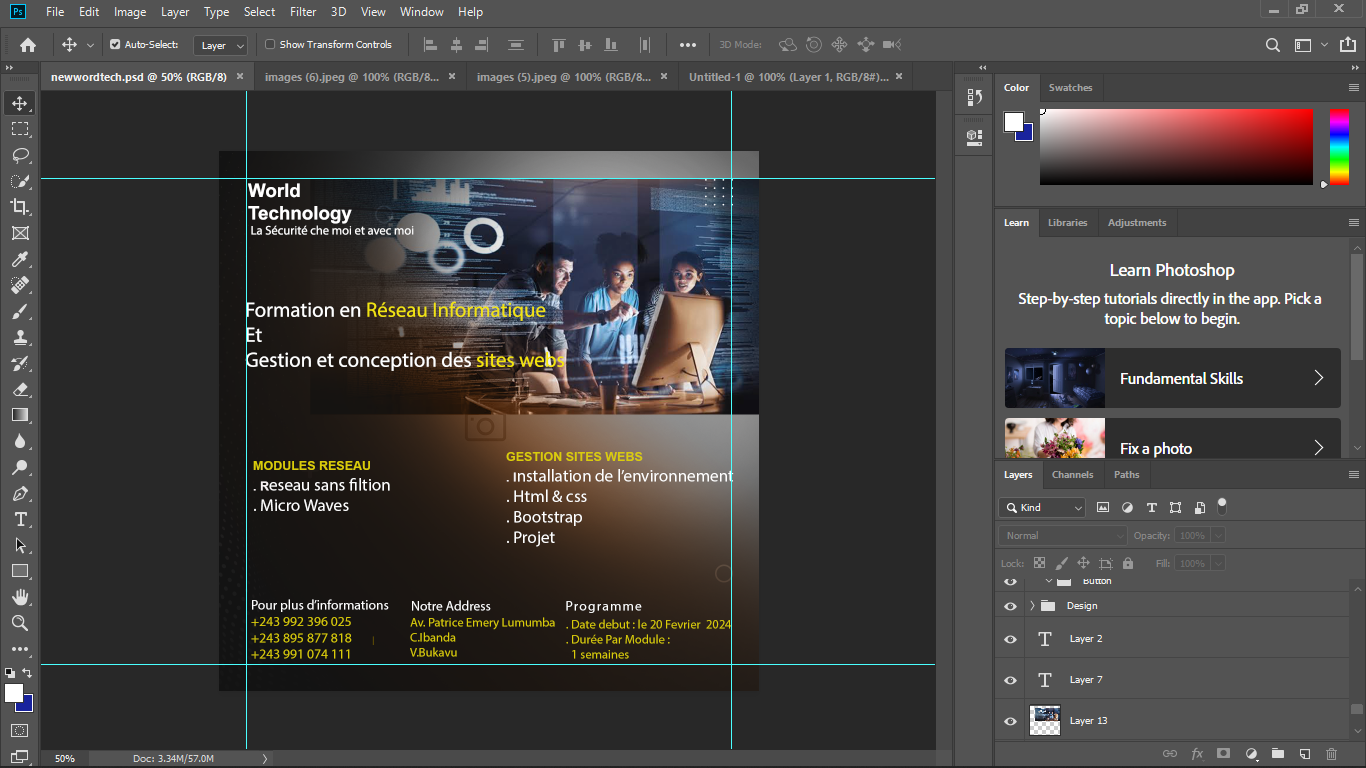 Ps File Edit Image Layer Type Select Filter 3D View Window Help
Auto-Select: Layer Show Transform Controls 3D Mode:
newwordtech.psd @ 50% (RGB/8) × images (6).jpeg @ 100% (RGB/8... × images (5).jpeg @ 100% (RGB/8... × Untitled-1 @ 100% (Layer 1, RGB/8#)... ×
World
Technology
La Sécurité che moi et avec moi
Formation en Réseau Informatique
Et
Gestion et conception des sites webs
MODULES RESEAU
. Reseau sans filtion
. Micro Waves
GESTION SITES WEBS
. ınstallation de l'environnement
. Html & css
. Bootstrap
. Projet
Pour plus d'informations
+243 992 396 025
+243 895 877 818
+243 991 074 111
Notre Address
Av. Patrice Emery Lumumba
C.Ibanda
V.Bukavu
Programme
. Date debut : le 20 Fevrier 2024
. Durée Par Module :
1 semaines
50% Doc: 3.34M/57.0M
Color Swatches
Learn Libraries Adjustments
Learn Photoshop
Step-by-step tutorials directly in the app. Pick a
topic below to begin.
Fundamental Skills
Fix a photo
Layers Channels Paths
Kind
Normal Opacity: 100%
Lock: Fill: 100%
Button
Design
T Layer 2
T Layer 7
Layer 13
fx